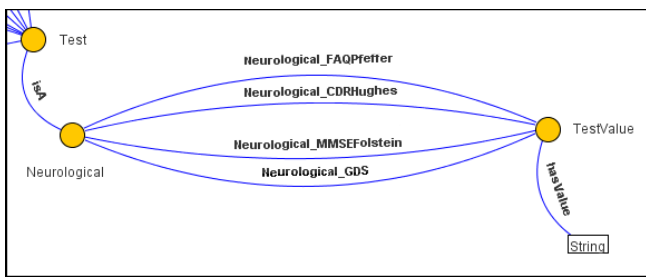 Test
Neurological_FAQPfeffer
isA
Neurological_CDRHughes
TestValue
Neurological_MMSEFolstein
Neurological
Neurological_GDS
hasValue
String